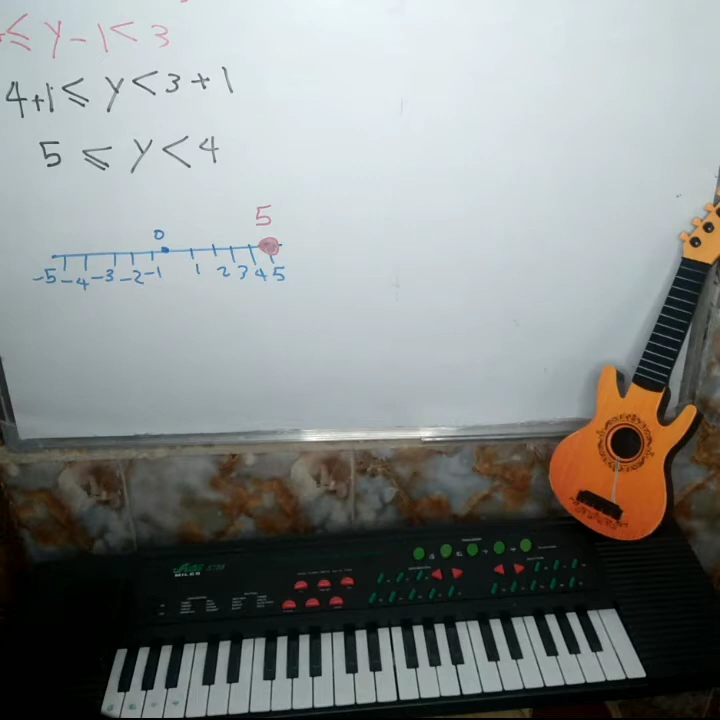 ≤ y-1<3
4+1≤ y<3+1
5 ≤ y<4
5
0
-5 -4 -3 -2 -1 1 2 3 4 5
MILES